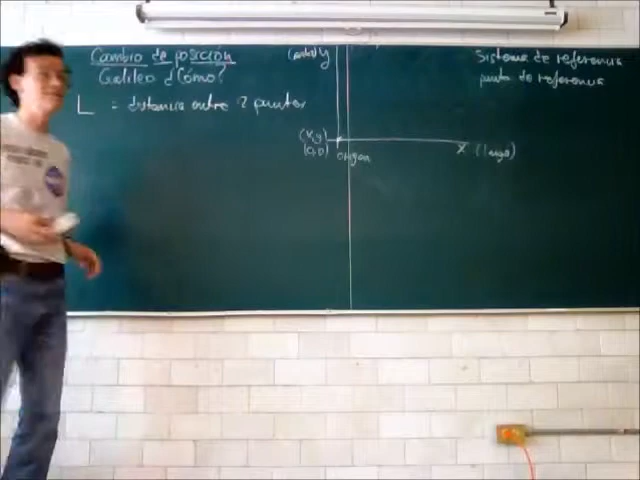 Cambio de posición
Galileo ¿Cómo?
L = distancia entre 2 puntos
y
(x,y)
(0,0) origen
x (largo)
Sistema de referencia
punto de referencia